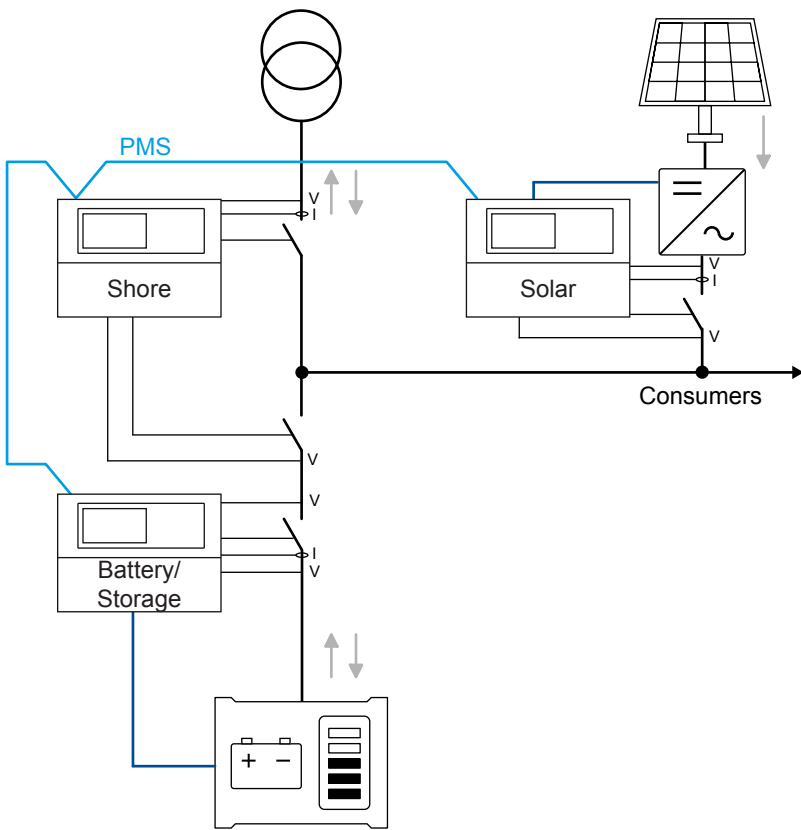 PMS
V
I
V
I
Shore
Solar
V
Consumers
V
V
I
V
Battery/
Storage
+ −